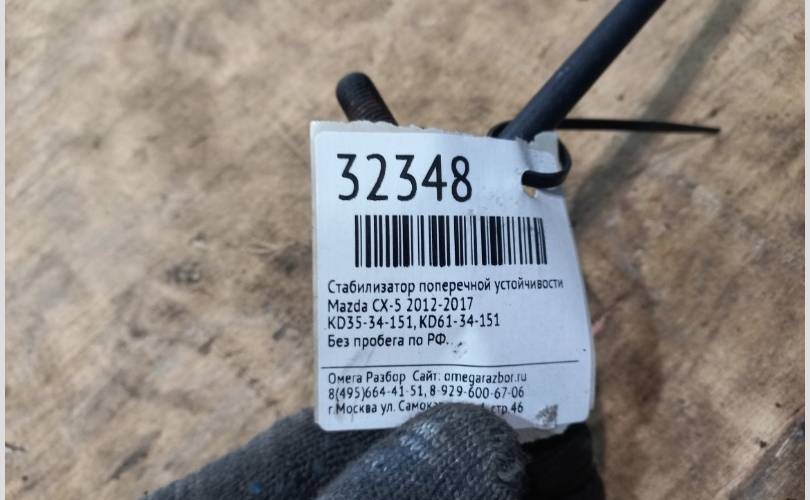 32348
Стабилизатор поперечной устойчивости
Mazda CX-5 2012-2017
KD35-34-151, KD61-34-151
Без пробега по РФ.
Омега Разбор Сайт: omegarazbor.ru
8(495)664-41-51, 8-929-600-67-06
г.Москва ул. стр.46